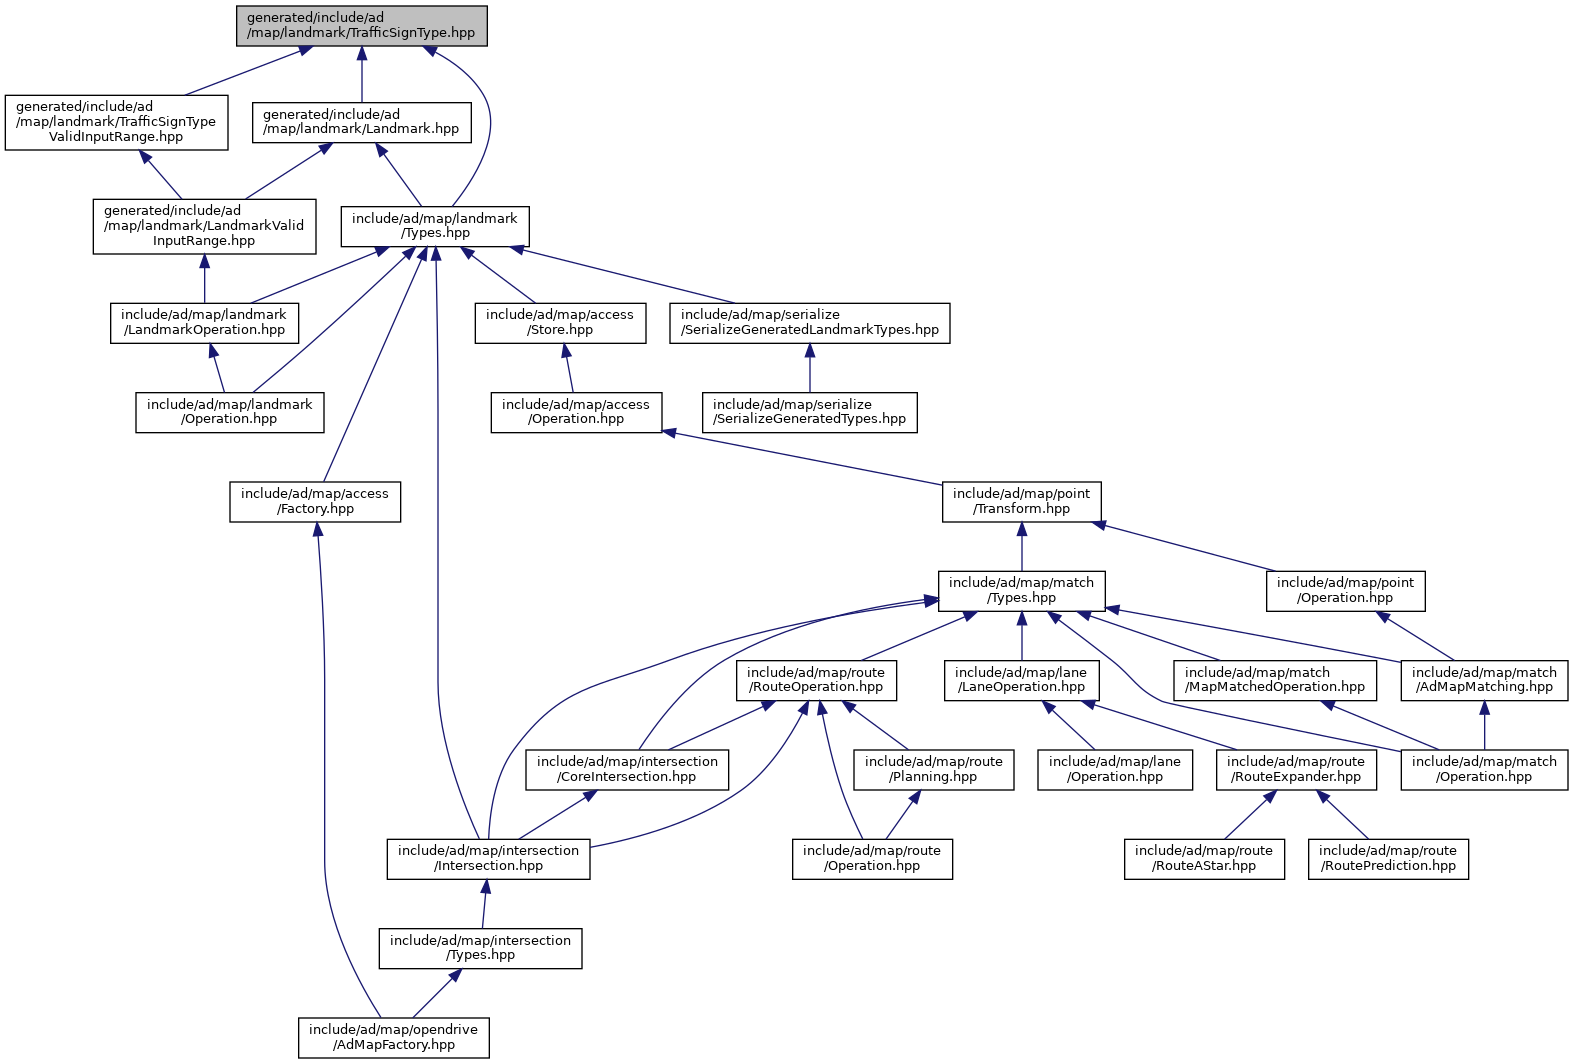 generated/include/ad
/map/landmark/TrafficSignType.hpp
generated/include/ad
/map/landmark/TrafficSignType
ValidInputRange.hpp
generated/include/ad
/map/landmark/Landmark.hpp
generated/include/ad
/map/landmark/LandmarkValid
InputRange.hpp
include/ad/map/landmark
/Types.hpp
include/ad/map/landmark
/LandmarkOperation.hpp
include/ad/map/access
/Store.hpp
include/ad/map/serialize
/SerializeGeneratedLandmarkTypes.hpp
include/ad/map/landmark
/Operation.hpp
include/ad/map/access
/Operation.hpp
include/ad/map/serialize
/SerializeGeneratedTypes.hpp
include/ad/map/access
/Factory.hpp
include/ad/map/point
/Transform.hpp
include/ad/map/match
/Types.hpp
include/ad/map/point
/Operation.hpp
include/ad/map/route
/RouteOperation.hpp
include/ad/map/lane
/LaneOperation.hpp
include/ad/map/match
/MapMatchedOperation.hpp
include/ad/map/match
/AdMapMatching.hpp
include/ad/map/intersection
/CoreIntersection.hpp
include/ad/map/route
/Planning.hpp
include/ad/map/lane
/Operation.hpp
include/ad/map/route
/RouteExpander.hpp
include/ad/map/match
/Operation.hpp
include/ad/map/intersection
/Intersection.hpp
include/ad/map/route
/Operation.hpp
include/ad/map/route
/RouteAStar.hpp
include/ad/map/route
/RoutePrediction.hpp
include/ad/map/intersection
/Types.hpp
include/ad/map/opendrive
/AdMapFactory.hpp